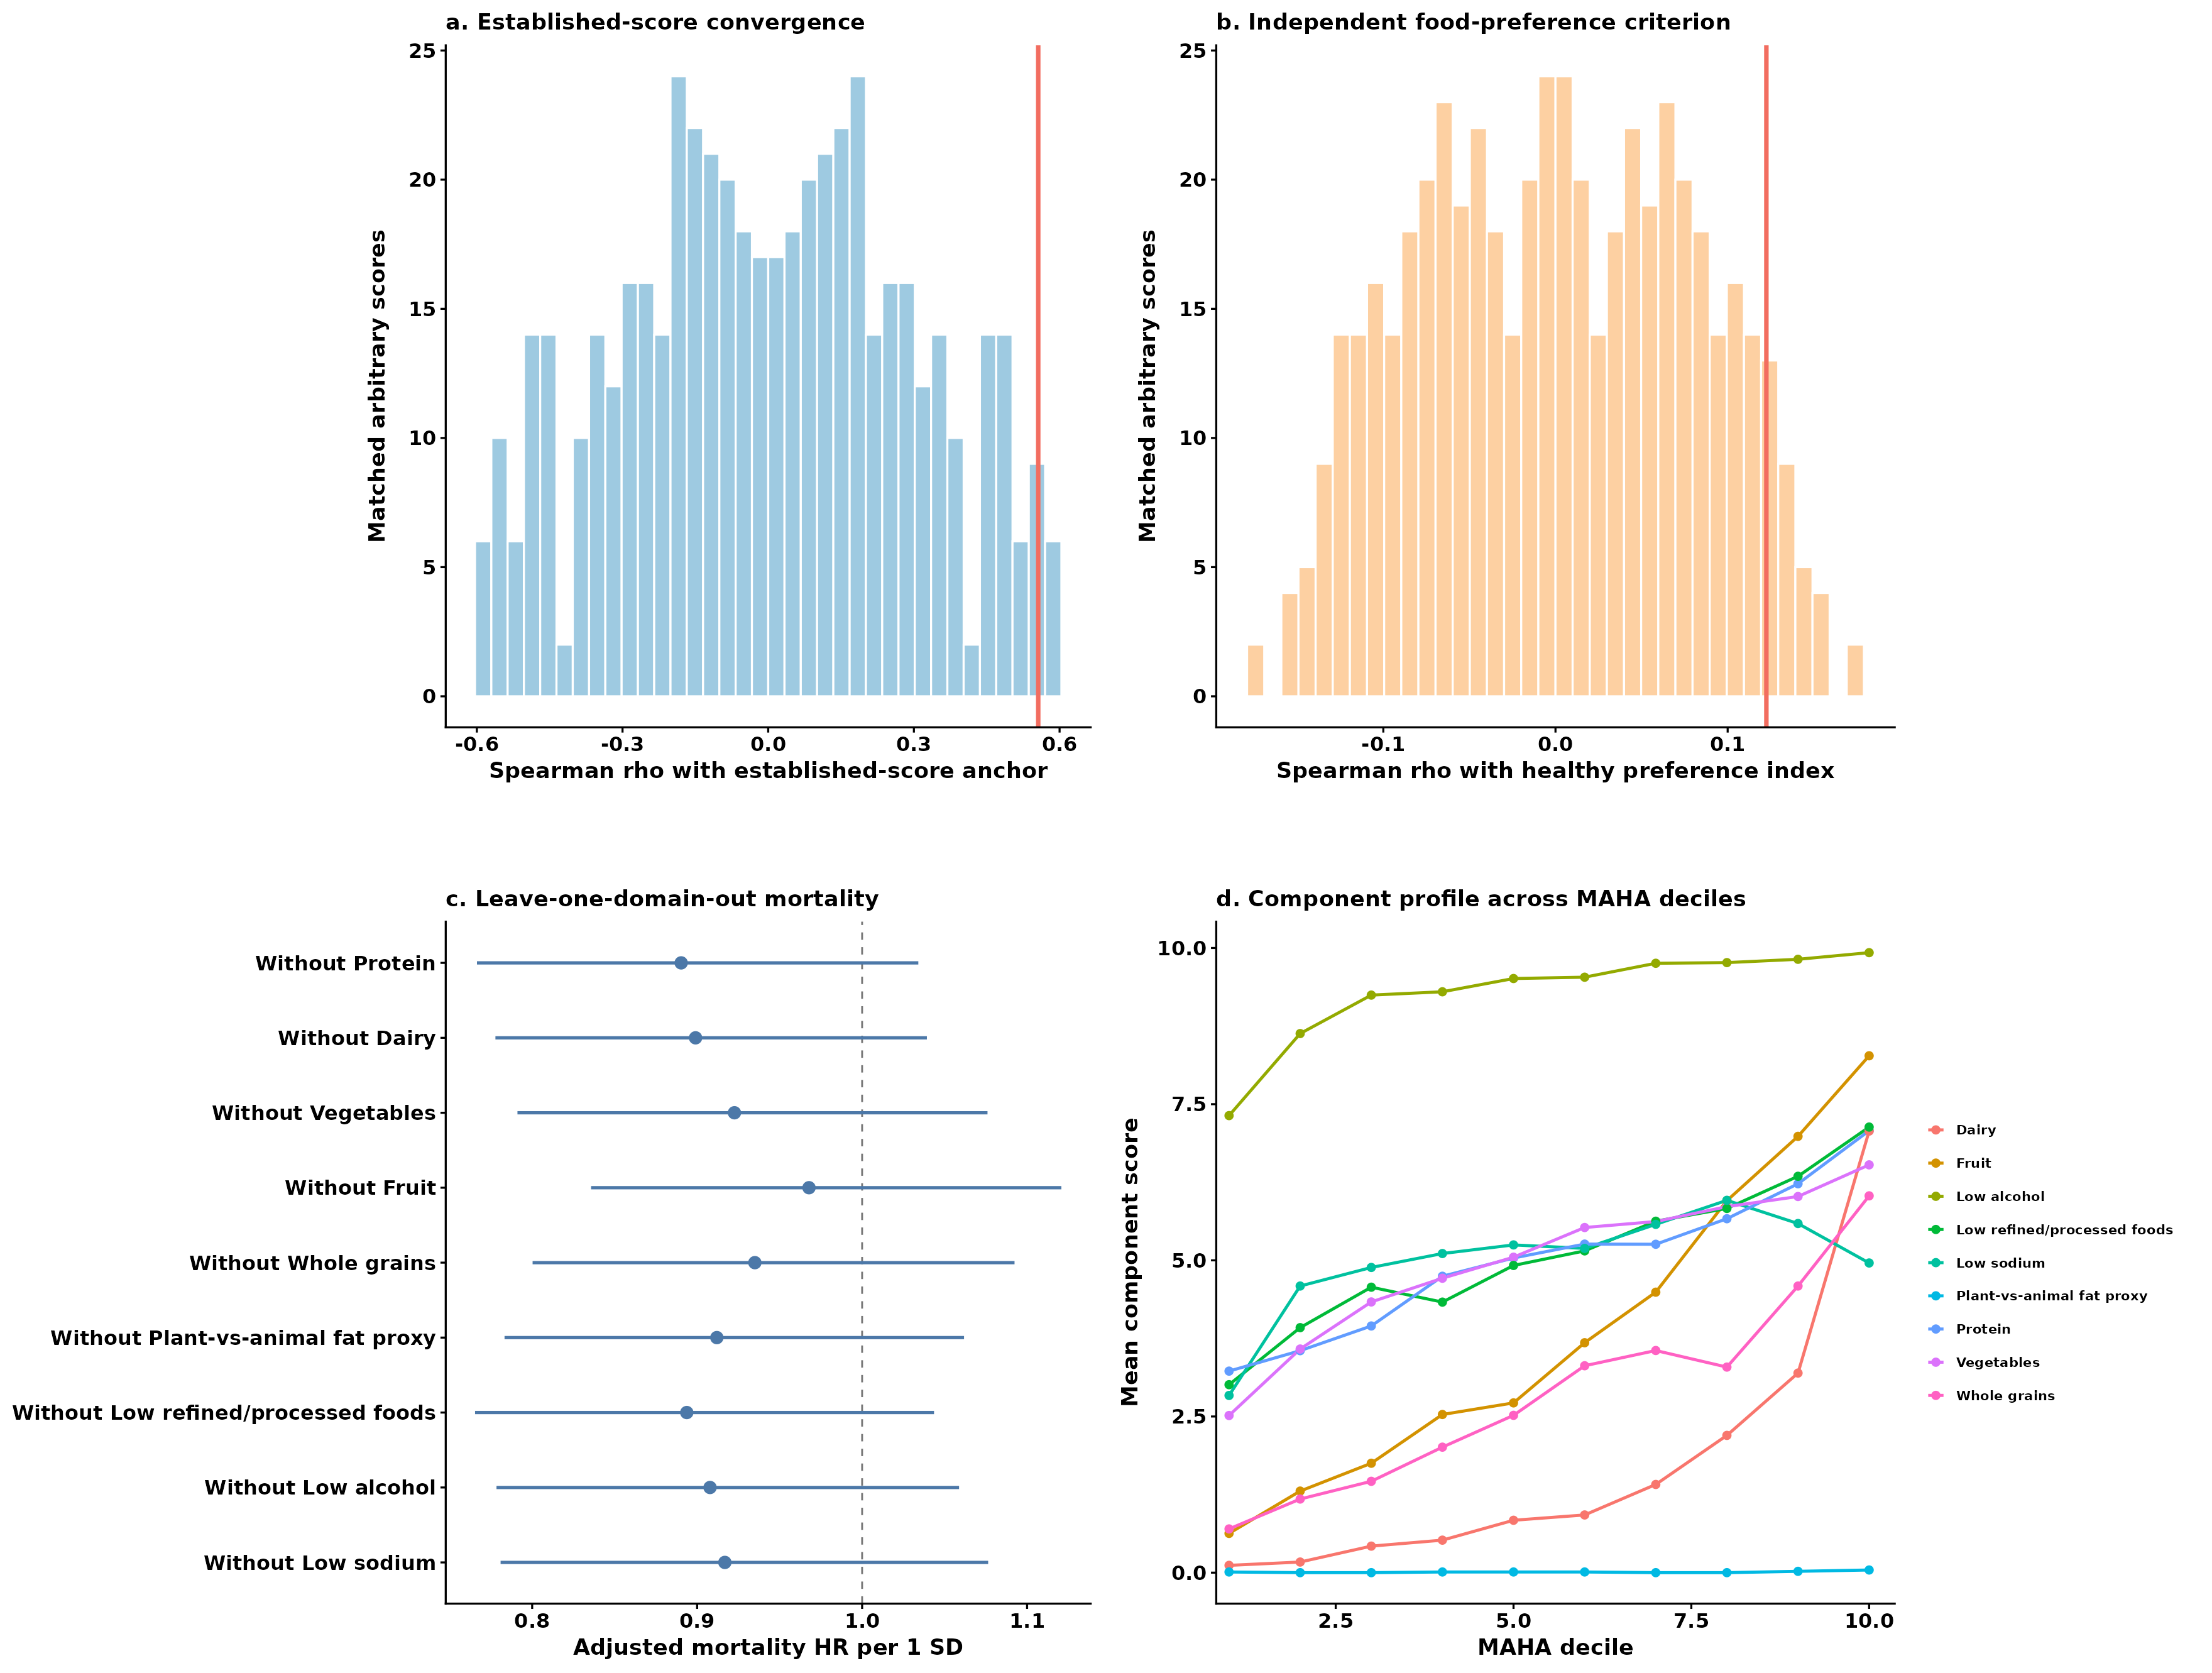 a. Established-score convergence
25
20
15
10
5
0
Matched arbitrary scores
-0.6
-0.3
0.0
0.3
0.6
Spearman rho with established-score anchor
b. Independent food-preference criterion
25
20
15
10
5
0
Matched arbitrary scores
-0.1
0.0
0.1
Spearman rho with healthy preference index
c. Leave-one-domain-out mortality
Without Protein
Without Dairy
Without Vegetables
Without Fruit
Without Whole grains
Without Plant-vs-animal fat proxy
Without Low refined/processed foods
Without Low alcohol
Without Low sodium
0.8
0.9
1.0
1.1
Adjusted mortality HR per 1 SD
d. Component profile across MAHA deciles
10.0
7.5
5.0
2.5
0.0
Mean component score
2.5
5.0
7.5
10.0
MAHA decile
Dairy
Fruit
Low alcohol
Low refined/processed foods
Low sodium
Plant-vs-animal fat proxy
Protein
Vegetables
Whole grains